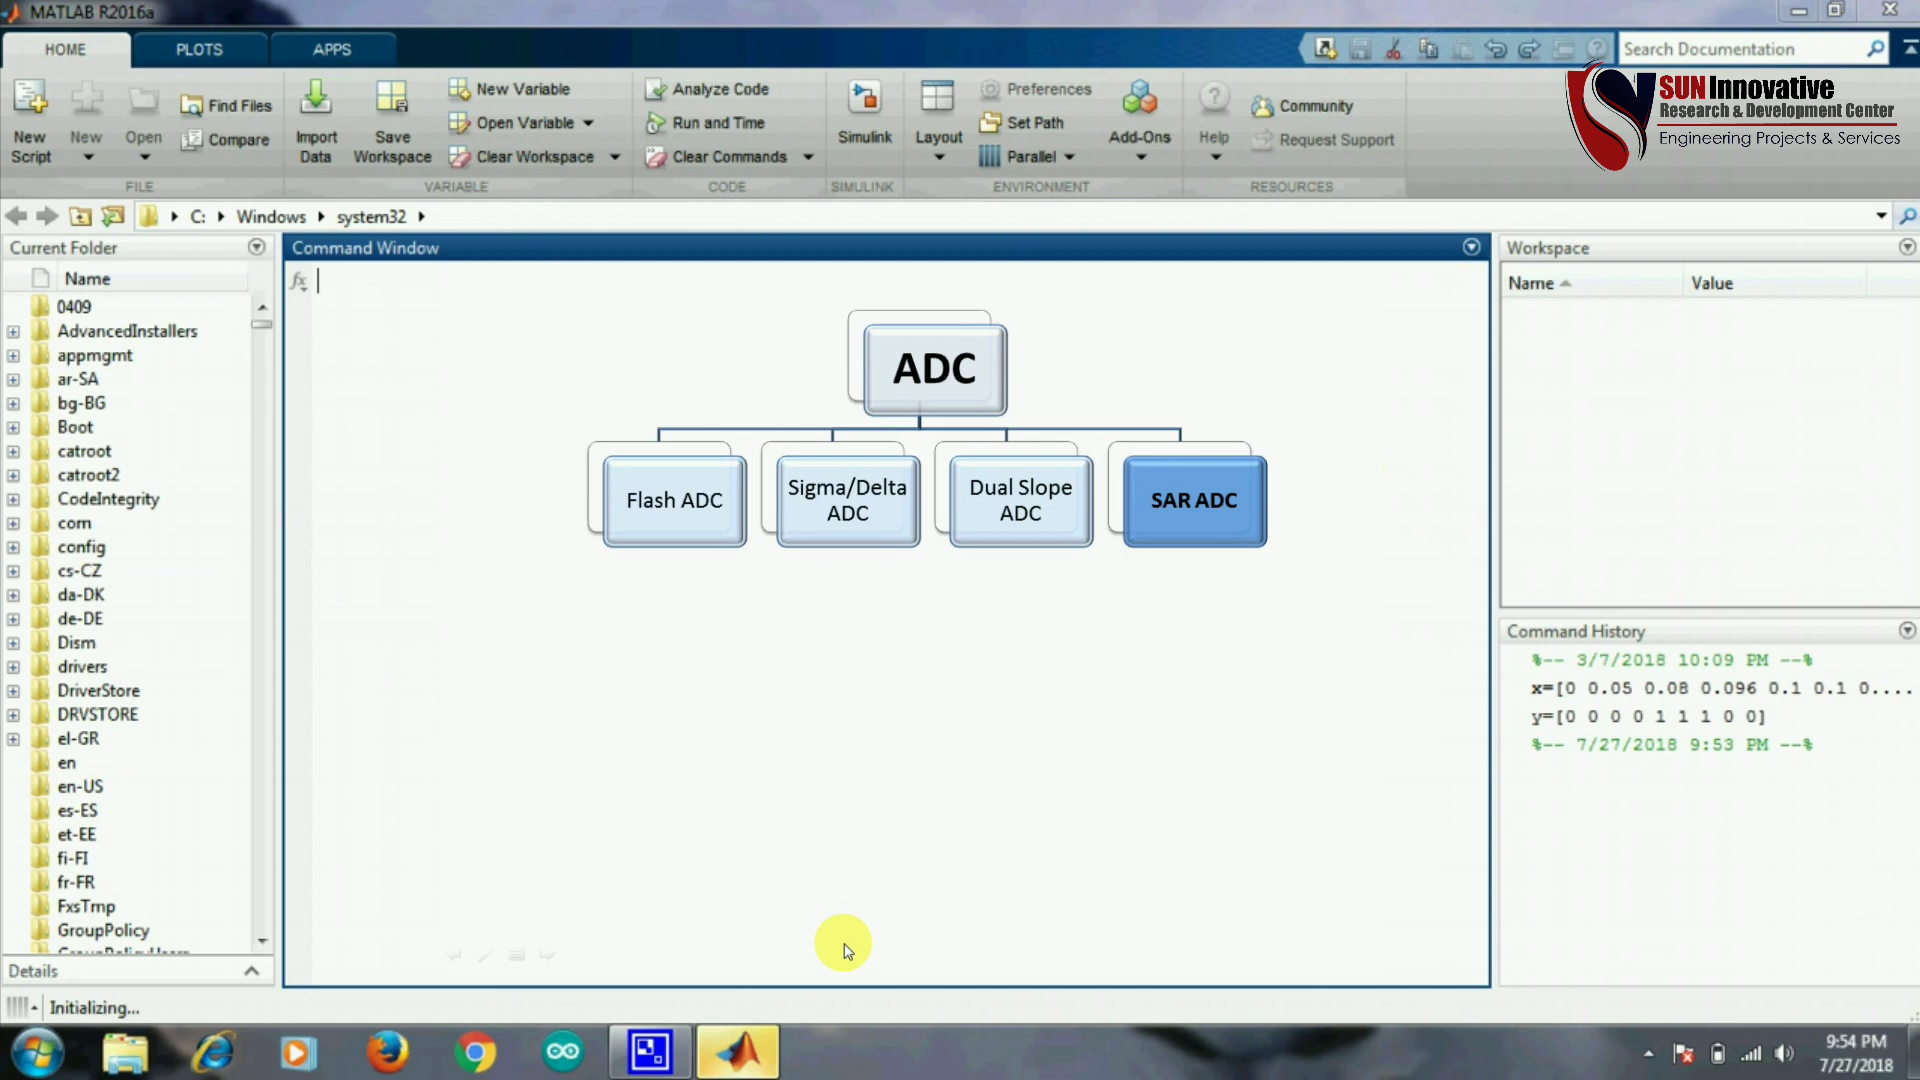 MATLAB R2016a
HOME
PLOTS
APPS
Search Documentation
SUN Innovative
Research & Development Center
Engineering Projects & Services
New Script
New
Open
Find Files
Compare
Import Data
Save Workspace
New Variable
Open Variable
Clear Workspace
Analyze Code
Run and Time
Clear Commands
Simulink
Layout
Preferences
Set Path
Parallel
Add-Ons
Help
Community
Request Support
FILE
VARIABLE
CODE
SIMULINK
ENVIRONMENT
RESOURCES
C:
Windows
system32
Current Folder
Name
0409
AdvancedInstallers
appmgmt
ar-SA
bg-BG
Boot
catroot
catroot2
CodeIntegrity
com
config
cs-CZ
da-DK
de-DE
Dism
drivers
DriverStore
DRVSTORE
el-GR
en
en-US
es-ES
et-EE
fi-FI
fr-FR
FxsTmp
GroupPolicy
Details
Initializing...
Command Window
fx
ADC
Flash ADC
Sigma/Delta
ADC
Dual Slope
ADC
SAR ADC
Workspace
Name
Value
Command History
%-- 3/7/2018 10:09 PM --%
x=[0 0.05 0.08 0.096 0.1 0.1 0....
y=[0 0 0 0 1 1 1 0 0]
%-- 7/27/2018 9:53 PM --%
9:54 PM
7/27/2018